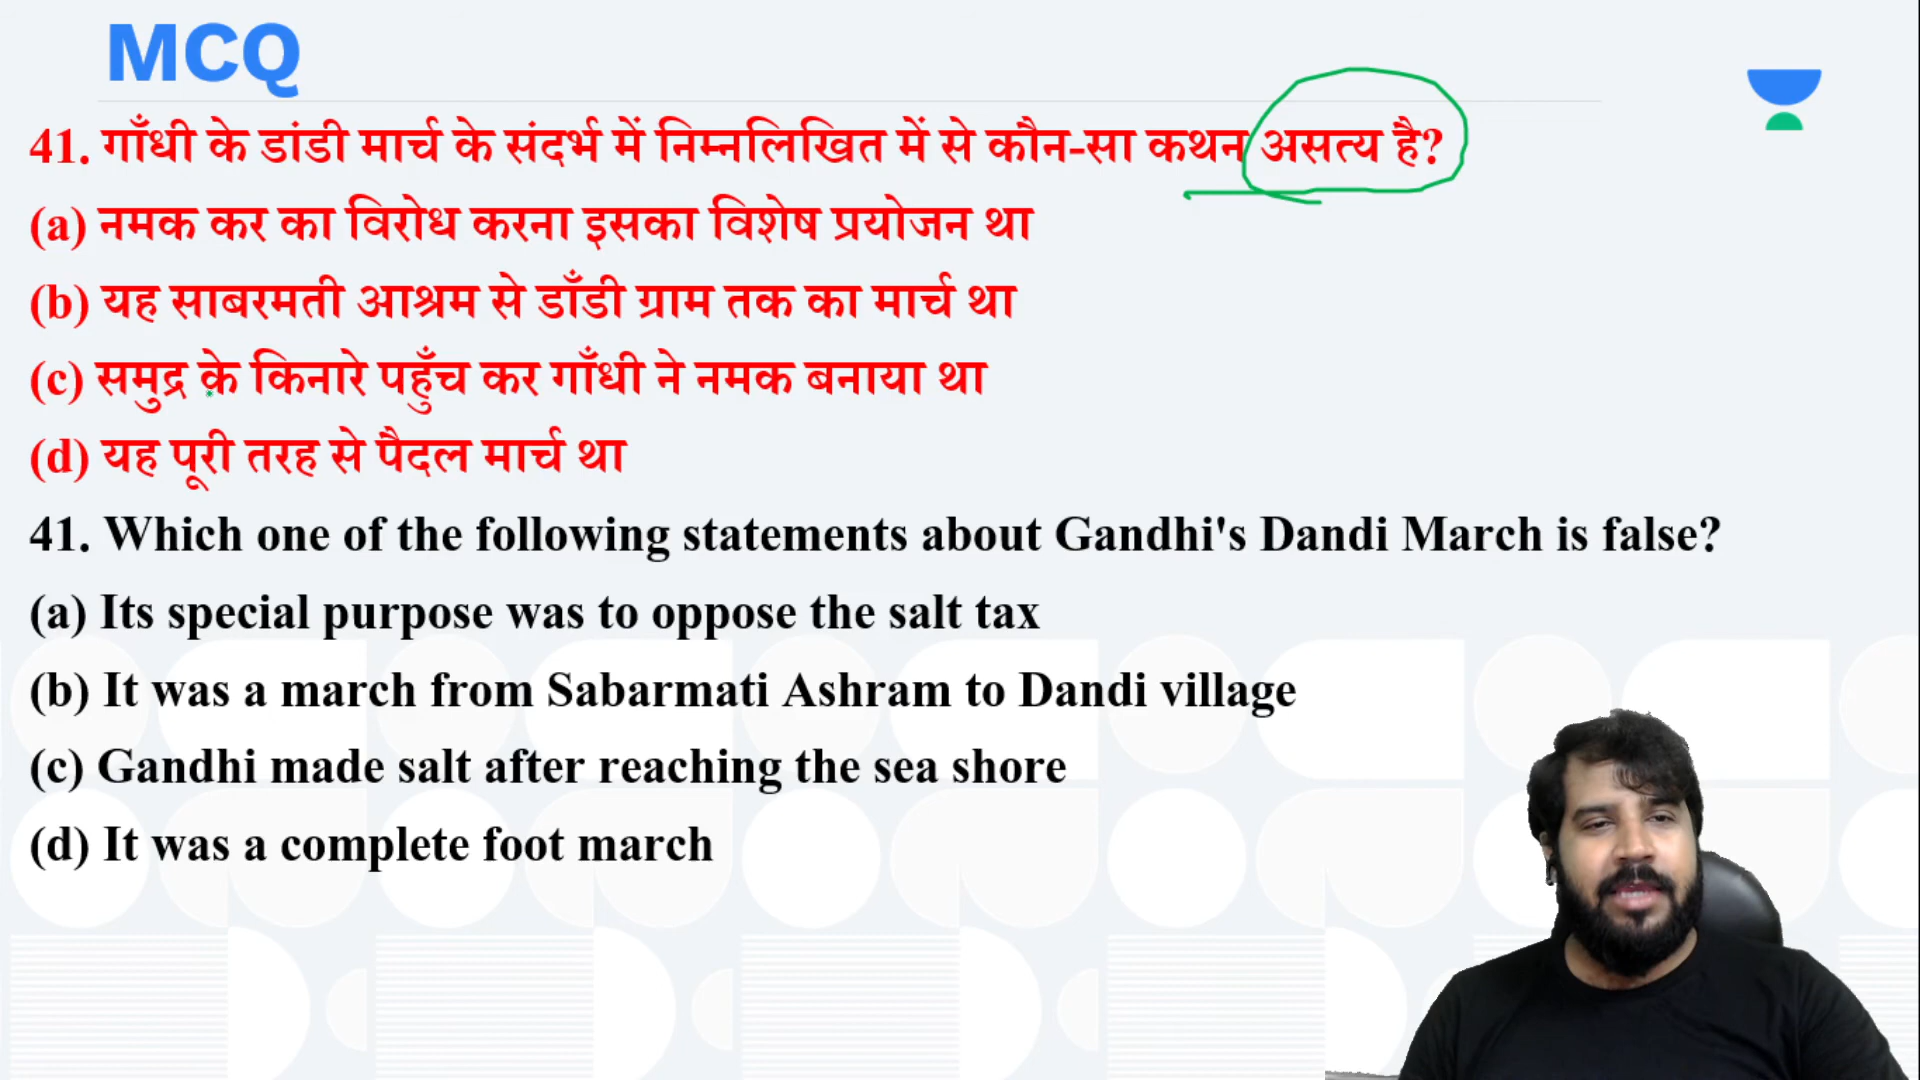 MCQ
41. गाँधी के डांडी मार्च के संदर्भ में निम्नलिखित में से कौन-सा कथन असत्य है?
(a) नमक कर का विरोध करना इसका विशेष प्रयोजन था
(b) यह साबरमती आश्रम से डाँडी ग्राम तक का मार्च था
(c) समुद्र के किनारे पहुँच कर गाँधी ने नमक बनाया था
(d) यह पूरी तरह से पैदल मार्च था
41. Which one of the following statements about Gandhi's Dandi March is false?
(a) Its special purpose was to oppose the salt tax
(b) It was a march from Sabarmati Ashram to Dandi village
(c) Gandhi made salt after reaching the sea shore
(d) It was a complete foot march